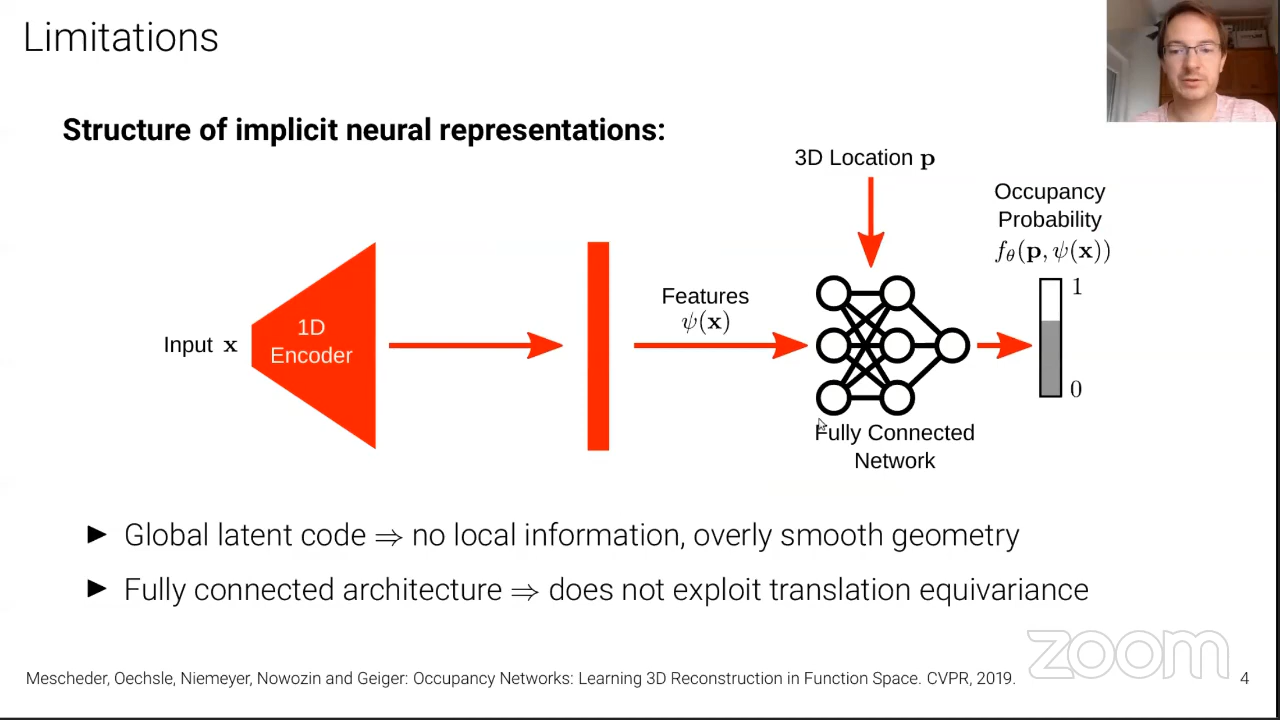 Limitations
Structure of implicit neural representations:
3D Location p
Occupancy
Probability
fθ(p, ψ(x))
1
0
Features
ψ(x)
Input x
1D
Encoder
Fully Connected
Network
► Global latent code ⇒ no local information, overly smooth geometry
► Fully connected architecture ⇒ does not exploit translation equivariance
zoom
Mescheder, Oechsle, Niemeyer, Nowozin and Geiger: Occupancy Networks: Learning 3D Reconstruction in Function Space. CVPR, 2019.
4